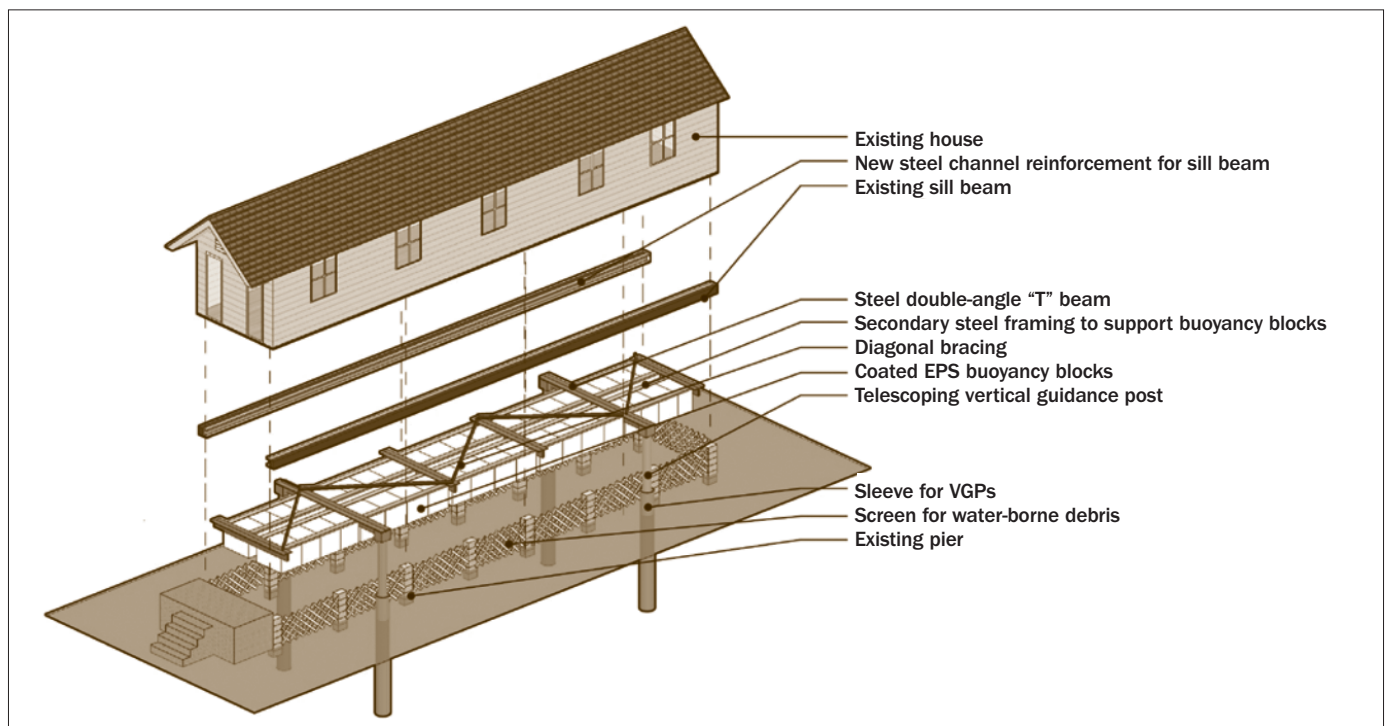 Existing house
New steel channel reinforcement for sill beam
Existing sill beam
Steel double-angle “T” beam
Secondary steel framing to support buoyancy blocks
Diagonal bracing
Coated EPS buoyancy blocks
Telescoping vertical guidance post
Sleeve for VGPs
Screen for water-borne debris
Existing pier